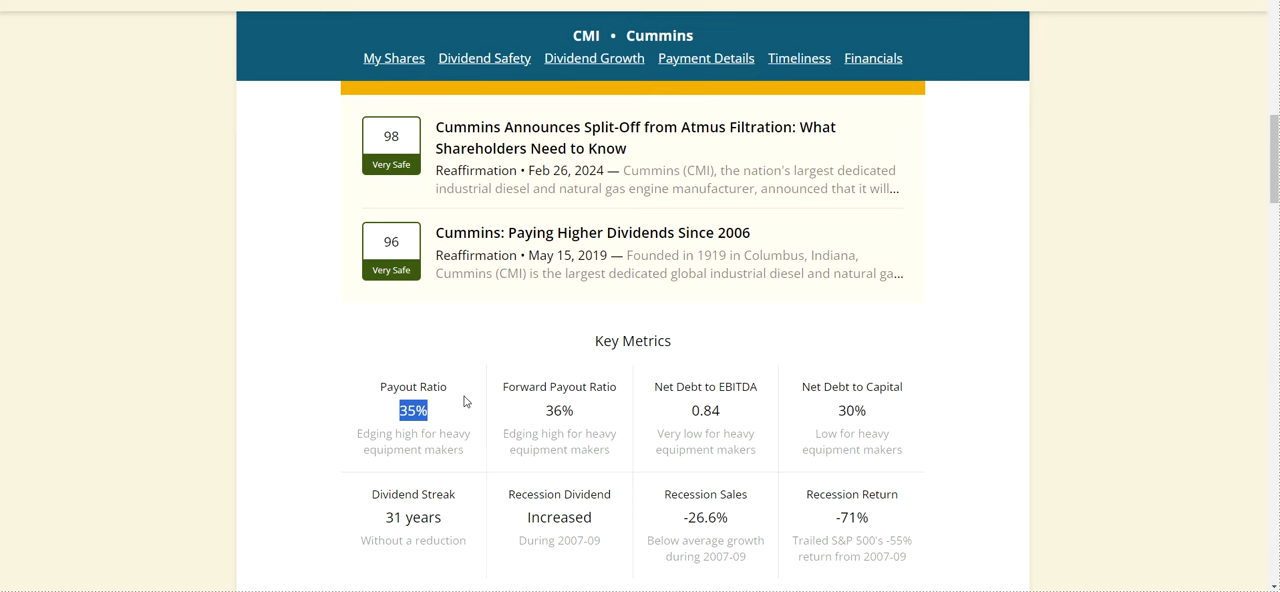 CMI • Cummins
My Shares Dividend Safety Dividend Growth Payment Details Timeliness Financials
98
Very Safe
Cummins Announces Split-Off from Atmus Filtration: What
Shareholders Need to Know
Reaffirmation • Feb 26, 2024 — Cummins (CMI), the nation's largest dedicated
industrial diesel and natural gas engine manufacturer, announced that it will...
96
Very Safe
Cummins: Paying Higher Dividends Since 2006
Reaffirmation • May 15, 2019 — Founded in 1919 in Columbus, Indiana,
Cummins (CMI) is the largest dedicated global industrial diesel and natural ga...
Key Metrics
Payout Ratio
35%
Edging high for heavy
equipment makers
Forward Payout Ratio
36%
Edging high for heavy
equipment makers
Net Debt to EBITDA
0.84
Very low for heavy
equipment makers
Net Debt to Capital
30%
Low for heavy
equipment makers
Dividend Streak
31 years
Without a reduction
Recession Dividend
Increased
During 2007-09
Recession Sales
-26.6%
Below average growth
during 2007-09
Recession Return
-71%
Trailed S&P 500's -55%
return from 2007-09